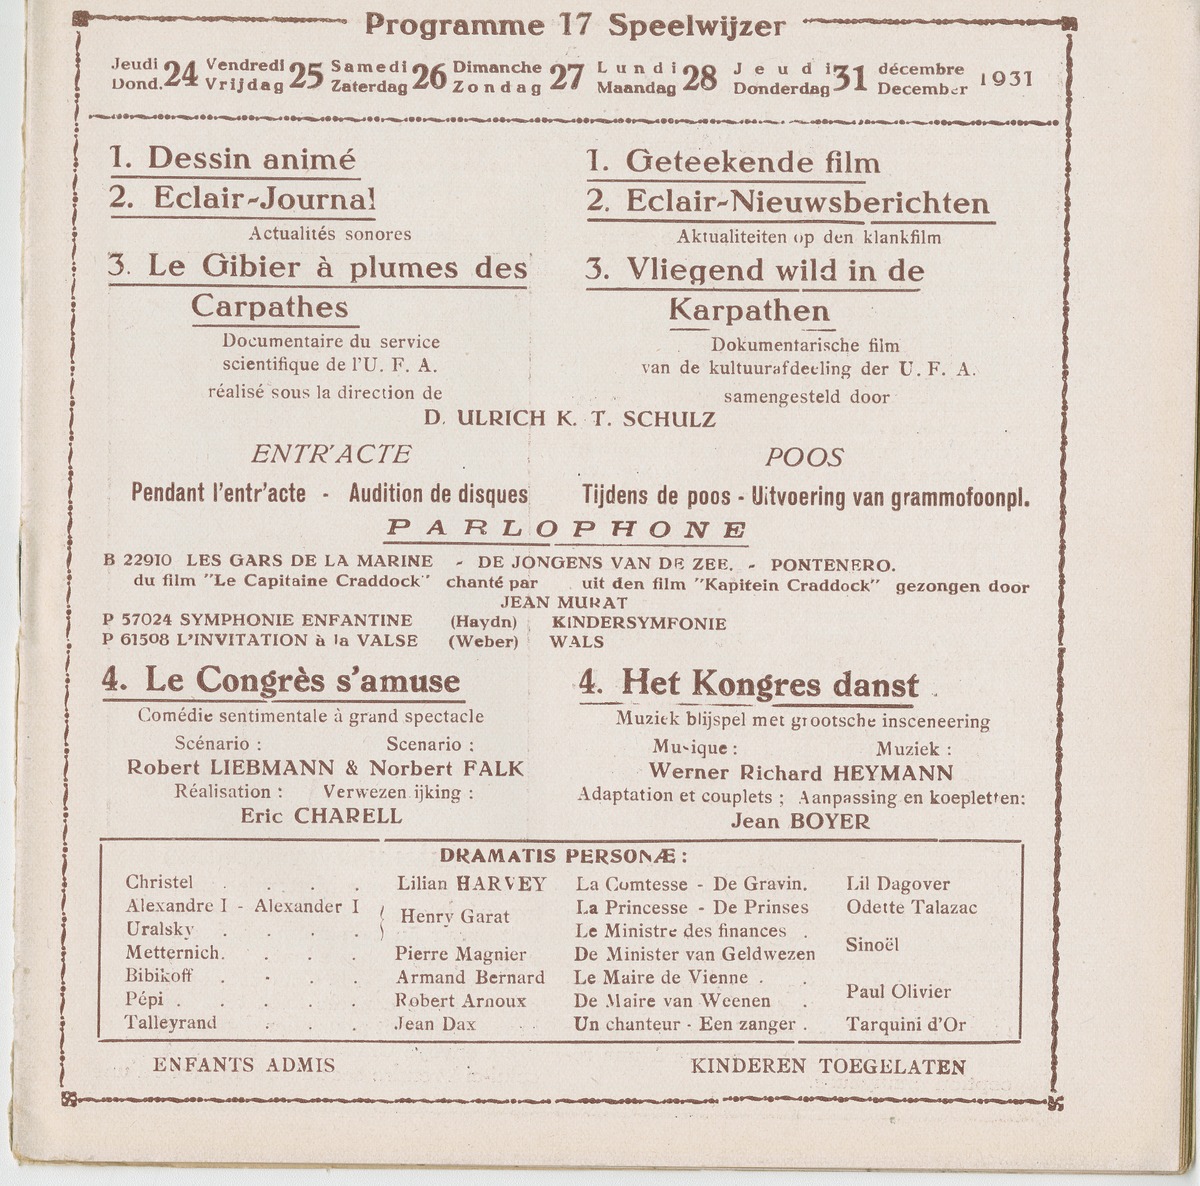 Programme 17 Speelwijzer
Jeudi 24 Vendredi 25 Samedi 26 Dimanche 27 Lundi 28 Jeudi 31 décembre 1931
Dond. Vrijdag Zaterdag Zondag Maandag Donderdag December
1. Dessin animé
2. Eclair-Journal
Actualités sonores
3. Le Gibier à plumes des
Carpathes
Documentaire du service
scientifique de l'U. F. A.
réalisé sous la direction de
1. Geteekende film
2. Eclair-Nieuwsberichten
Aktualiteiten op den klankfilm
3. Vliegend wild in de
Karpathen
Dokumentarische film
van de kultuurafdeeling der U. F. A.
samengesteld door
D. ULRICH K. T. SCHULZ
ENTR'ACTE POOS
Pendant l'entr'acte - Audition de disques Tijdens de poos - Uitvoering van grammofoonpl.
PARLOPHONE
B 22910 LES GARS DE LA MARINE - DE JONGENS VAN DE ZEE. - PONTENERO.
du film "Le Capitaine Craddock" chanté par uit den film "Kapitein Craddock" gezongen door
JEAN MURAT
P 57024 SYMPHONIE ENFANTINE (Haydn) KINDERSYMFONIE
P 61508 L'INVITATION à la VALSE (Weber) WALS
4. Le Congrès s'amuse
Comédie sentimentale à grand spectacle
Scénario : Scenario :
Robert LIEBMANN & Norbert FALK
Réalisation : Verwezen ijking :
Eric CHARELL
4. Het Kongres danst
Muziek blijspel met grootsche insceneering
Musique : Muziek :
Werner Richard HEYMANN
Adaptation et couplets ; Aanpassing en koepletten:
Jean BOYER
DRAMATIS PERSONÆ :
Christel . . . . Lilian HARVEY
Alexandre I - Alexander I
Uralsky . . . . Henry Garat
Metternich. . . . Pierre Magnier
Bibikoff . . . . Armand Bernard
Pépi . . . . . Robert Arnoux
Talleyrand . . . Jean Dax
La Comtesse - De Gravin. Lil Dagover
La Princesse - De Prinses Odette Talazac
Le Ministre des finances .
De Minister van Geldwezen Sinoël
Le Maire de Vienne . .
De Maire van Weenen . Paul Olivier
Un chanteur - Een zanger . Tarquini d'Or
ENFANTS ADMIS KINDEREN TOEGELATEN